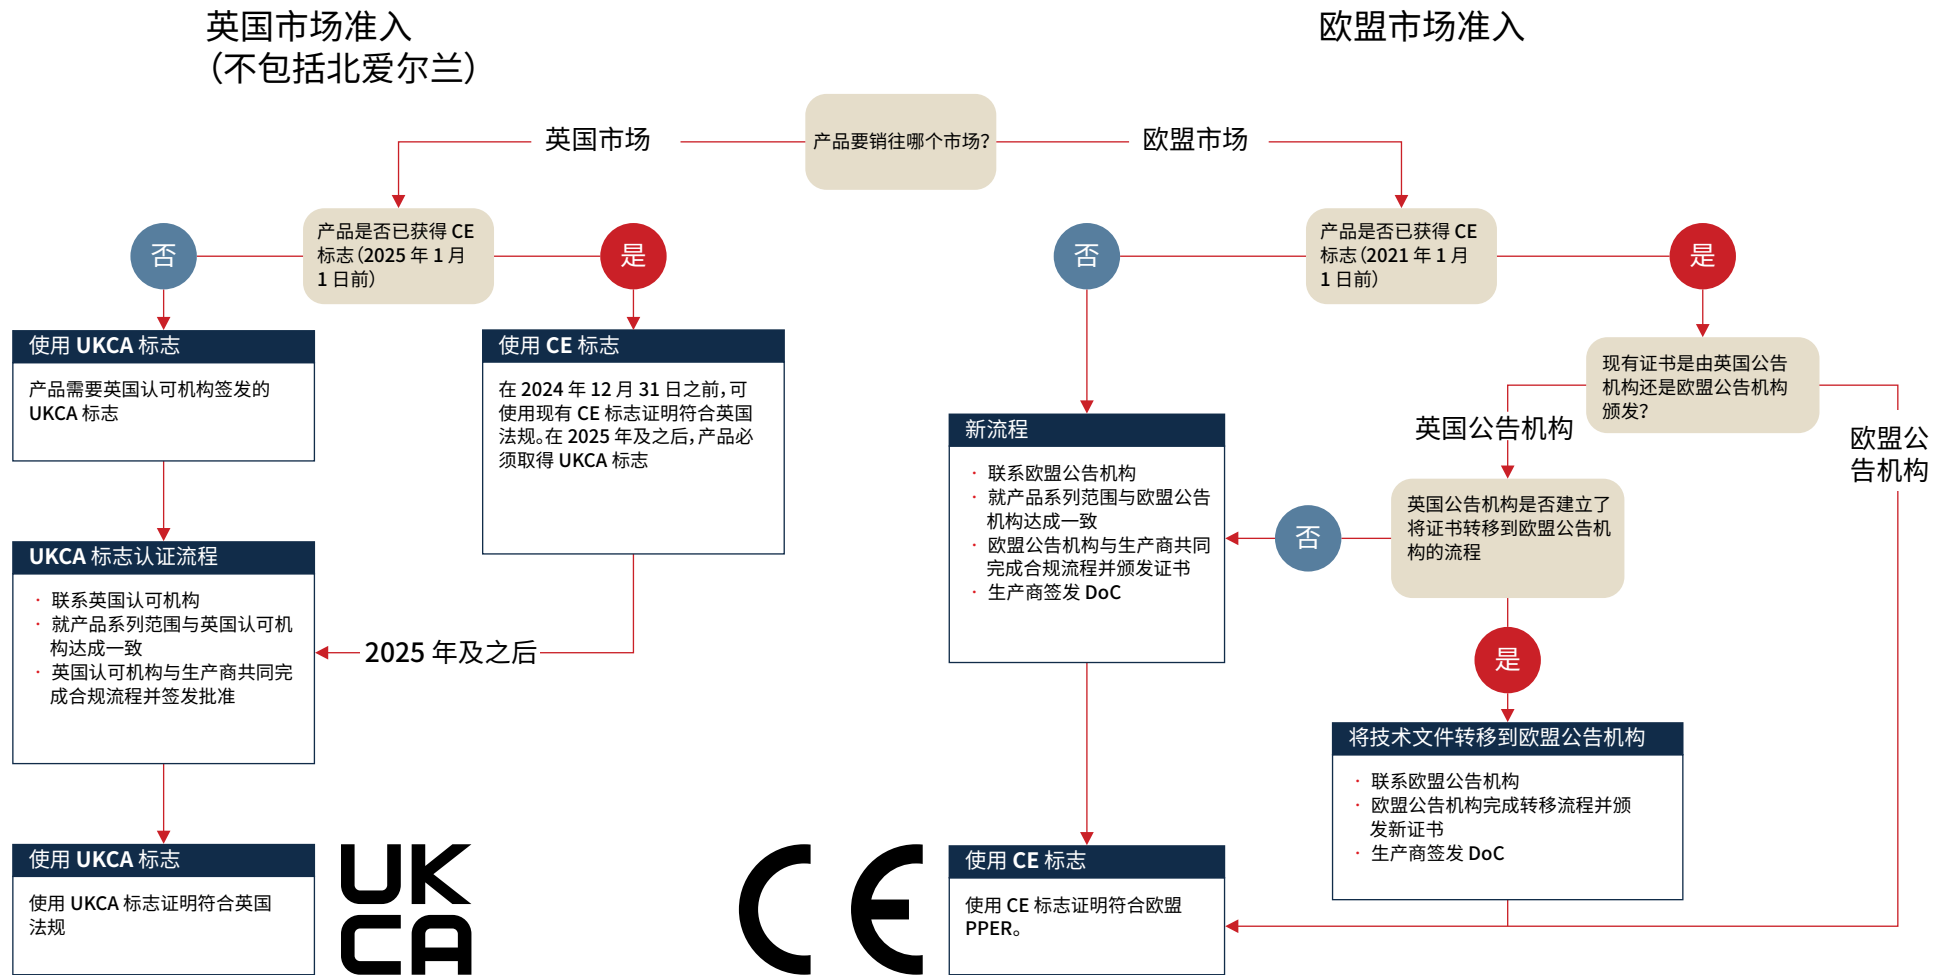 英国市场准入
（不包括北爱尔兰）
欧盟市场准入
产品要销往哪个市场？
英国市场
欧盟市场
产品是否已获得 CE
标志（2025 年 1 月
1 日前）
否
是
使用 UKCA 标志
产品需要英国认可机构签发的
UKCA 标志
使用 CE 标志
在 2024 年 12 月 31 日之前，可
使用现有 CE 标志证明符合英国
法规。在 2025 年及之后，产品必
须取得 UKCA 标志
UKCA 标志认证流程
· 联系英国认可机构
· 就产品系列范围与英国认可机
构达成一致
· 英国认可机构与生产商共同完
成合规流程并签发批准
2025 年及之后
使用 UKCA 标志
使用 UKCA 标志证明符合英国
法规
UK
CA
CE
产品是否已获得 CE
标志（2021 年 1 月
1 日前）
否
是
现有证书是由英国公告
机构还是欧盟公告机构
颁发？
英国公告机构
欧盟公
告机构
新流程
· 联系欧盟公告机构
· 就产品系列范围与欧盟公告
机构达成一致
· 欧盟公告机构与生产商共同
完成合规流程并颁发证书
· 生产商签发 DoC
英国公告机构是否建立了
将证书转移到欧盟公告机
构的流程
否
是
将技术文件转移到欧盟公告机构
· 联系欧盟公告机构
· 欧盟公告机构完成转移流程并颁
发新证书
· 生产商签发 DoC
使用 CE 标志
使用 CE 标志证明符合欧盟
PPER。